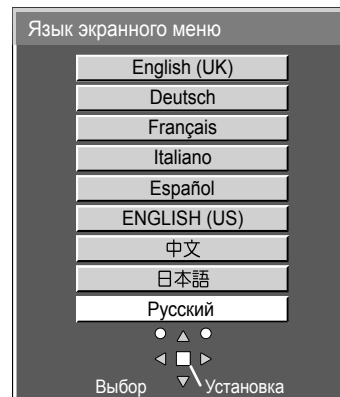 Язык экранного меню
English (UK)
Deutsch
Français
Italiano
Español
ENGLISH (US)
中文
日本語
Русский
Выбор Установка